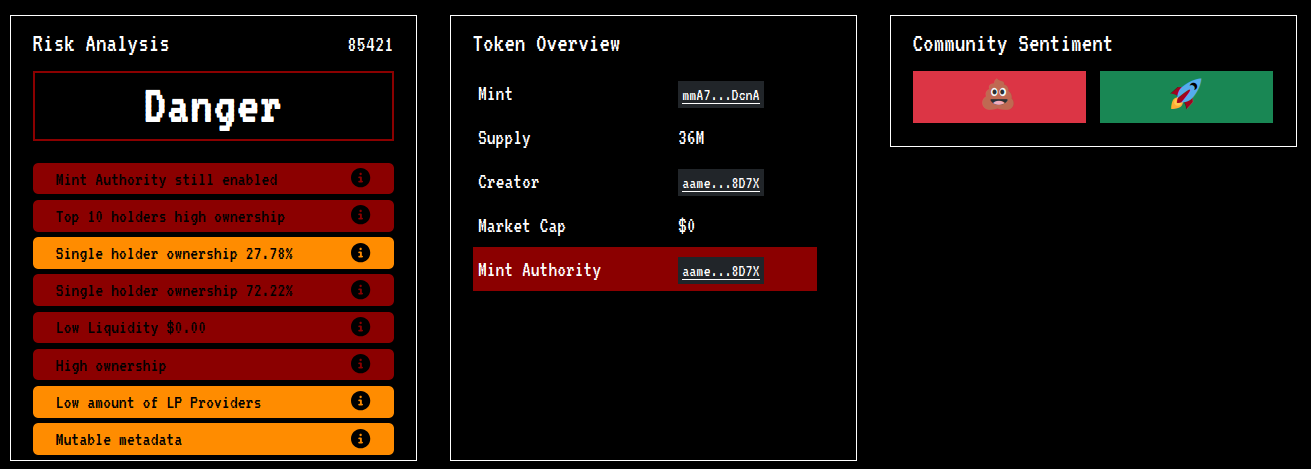 Risk Analysis 85421
Danger
Mint Authority still enabled
Top 10 holders high ownership
Single holder ownership 27.78%
Single holder ownership 72.22%
Low Liquidity $0.00
High ownership
Low amount of LP Providers
Mutable metadata
Token Overview
Mint mmA7...DcnA
Supply 36M
Creator aame...8D7X
Market Cap $0
Mint Authority aame...8D7X
Community Sentiment